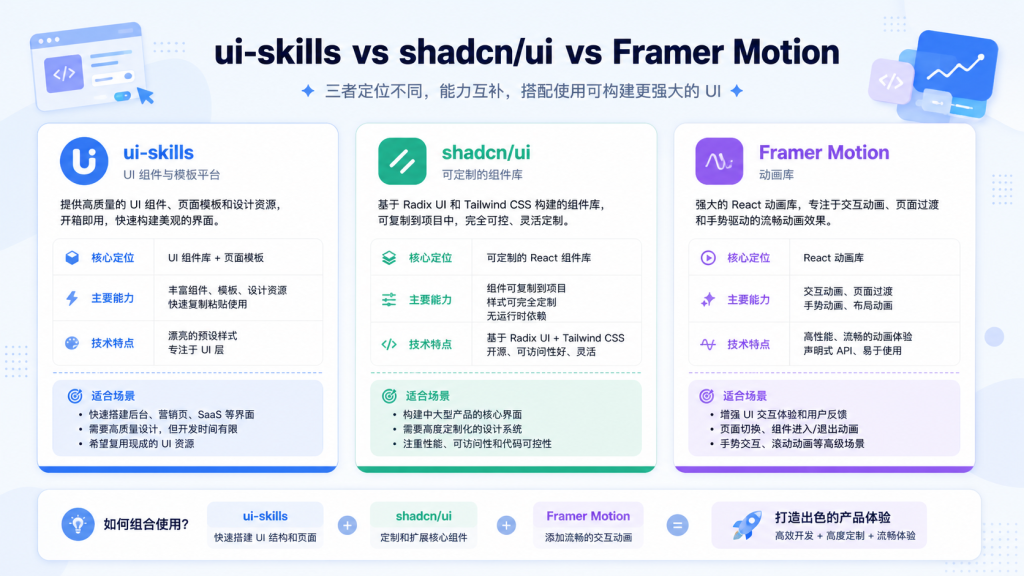 ui-skills vs shadcn/ui vs Framer Motion
三者定位不同，能力互补，搭配使用可构建更强大的 UI
</>
</>
Ui
ui-skills
UI 组件与模板平台
提供高质量的 UI 组件、页面模板和设计资源，
开箱即用，快速构建美观的界面。
核心定位
UI 组件库 + 页面模板
主要能力
丰富组件、模板、设计资源
快速复制粘贴使用
技术特点
漂亮的预设样式
专注于 UI 层
适合场景
• 快速搭建后台、营销页、SaaS 等界面
• 需要高质量设计，但开发时间有限
• 希望复用现成的 UI 资源
shadcn/ui
可定制的组件库
基于 Radix UI 和 Tailwind CSS 构建的组件库，
可复制到项目中，完全可控、灵活定制。
核心定位
可定制的 React 组件库
主要能力
组件可复制到项目
样式可完全定制
无运行时依赖
</> 技术特点
基于 Radix UI + Tailwind CSS
开源、可访问性好、灵活
适合场景
• 构建中大型产品的核心界面
• 需要高度定制化的设计系统
• 注重性能、可访问性和代码可控性
Framer Motion
动画库
强大的 React 动画库，专注于交互动画、页面过渡
和手势驱动的流畅动画效果。
核心定位
React 动画库
主要能力
交互动画、页面过渡
手势动画、布局动画
技术特点
高性能、流畅的动画体验
声明式 API、易于使用
适合场景
• 增强 UI 交互体验和用户反馈
• 页面切换、组件进入/退出动画
• 手势交互、滚动动画等高级场景
如何组合使用?
ui-skills
快速搭建 UI 结构和页面
+
shadcn/ui
定制和扩展核心组件
+
Framer Motion
添加流畅的交互动画
=
打造出色的产品体验
高效开发 + 高度定制 + 流畅体验